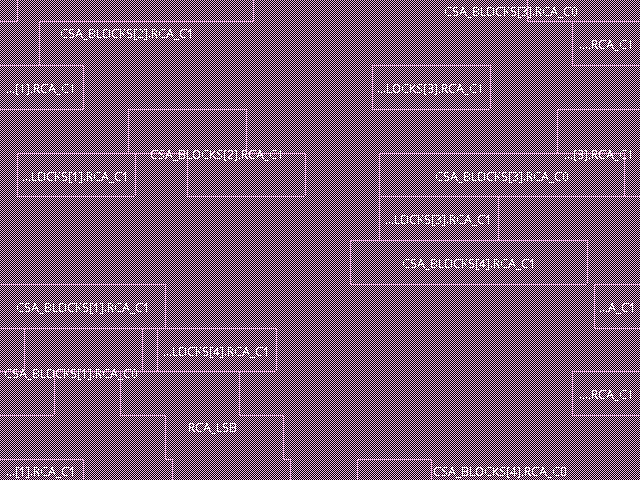 CSA_BLOCKS[3].RCA_C0
CSA_BLOCKS[2].RCA_C1
...RCA_C1
...[1].RCA_C1
...LOCKS[3].RCA_C1
CSA_BLOCKS[2].RCA_C1
...[3].RCA_C1
...LOCKS[1].RCA_C1
CSA_BLOCKS[3].RCA_C0
...LOCKS[3].RCA_C1
CSA_BLOCKS[4].RCA_C1
CSA_BLOCKS[1].RCA_C1
...A_C1
...LOCKS[4].RCA_C1
CSA_BLOCKS[1].RCA_C0
...RCA_C1
RCA_LSB
...[1].RCA_C1
CSA_BLOCKS[4].RCA_C0